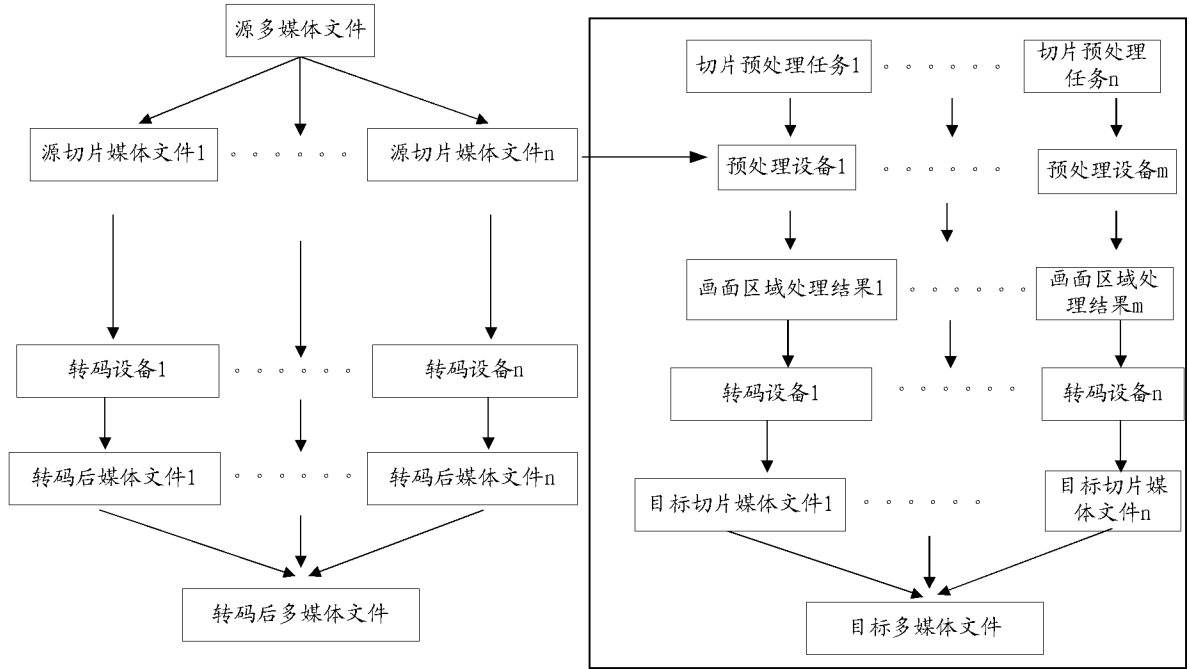 源多媒体文件
源切片媒体文件1
源切片媒体文件n
转码设备1
转码设备n
转码后媒体文件1
转码后媒体文件n
转码后多媒体文件
切片预处理任务1
切片预处理
任务n
预处理设备1
预处理设备m
画面区域处理结果1
画面区域处
理结果m
转码设备1
转码设备n
目标切片媒体文件1
目标切片媒
体文件n
目标多媒体文件